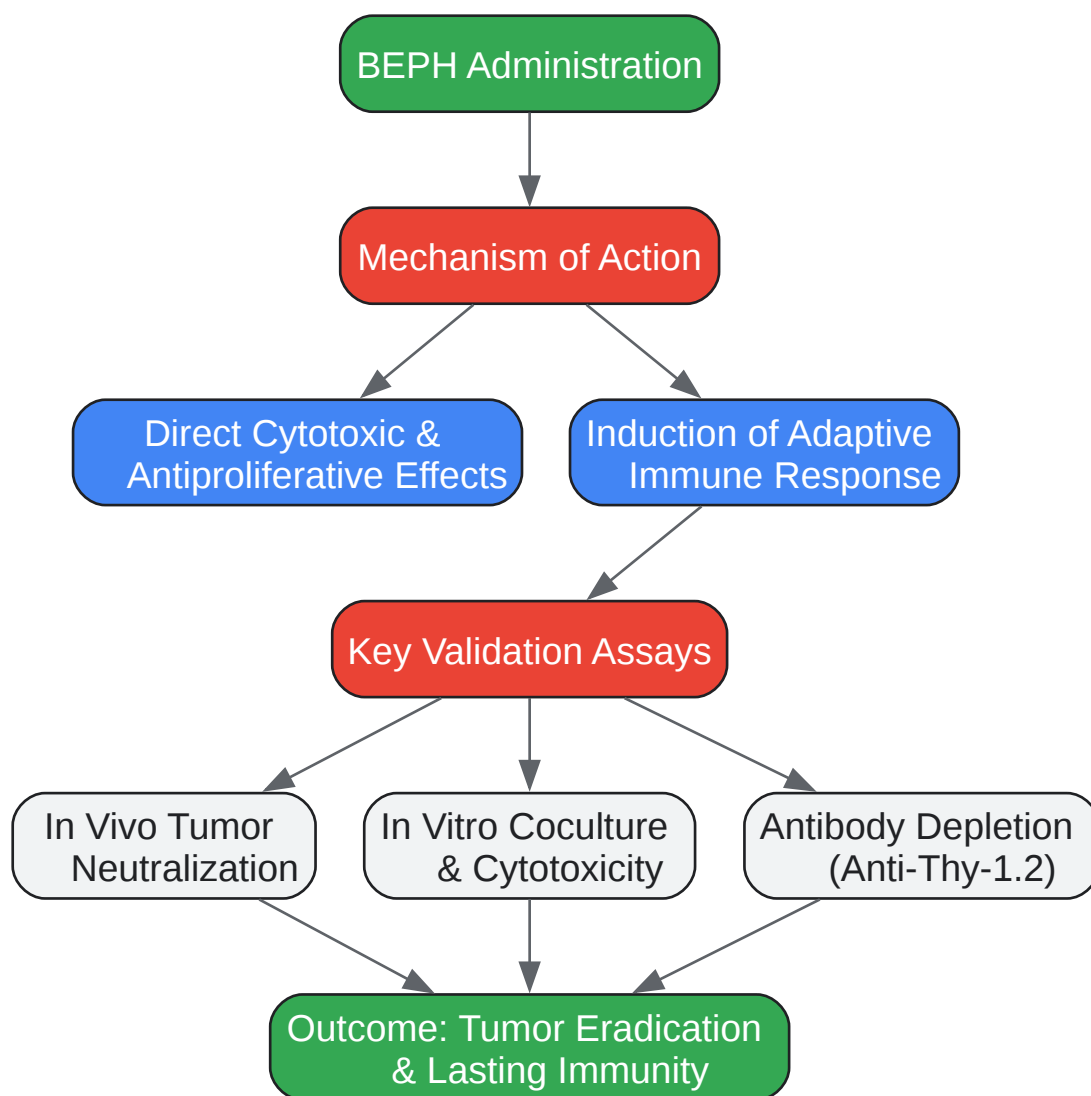 BEPH Administration
Mechanism of Action
Direct Cytotoxic &
Antiproliferative Effects
Induction of Adaptive
Immune Response
Key Validation Assays
In Vivo Tumor
Neutralization
In Vitro Coculture
& Cytotoxicity
Antibody Depletion
(Anti-Thy-1.2)
Outcome: Tumor Eradication
& Lasting Immunity